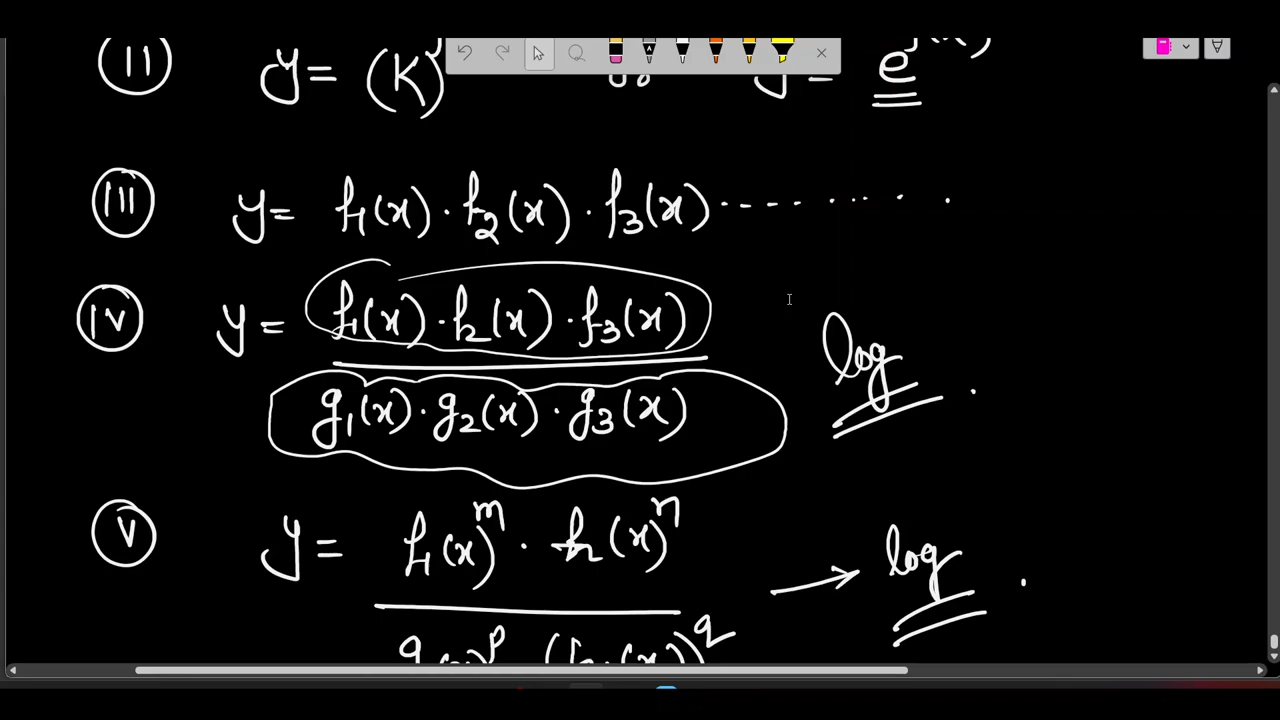 (II) y = (K) y = e
(III) y = f₁(x) · f₂(x) · f₃(x) ........
(IV) y = f₁(x) · f₂(x) · f₃(x)
log
g₁(x) · g₂(x) · g₃(x)
(V) y = f₁(x)^m · f₂(x)^n
→ log